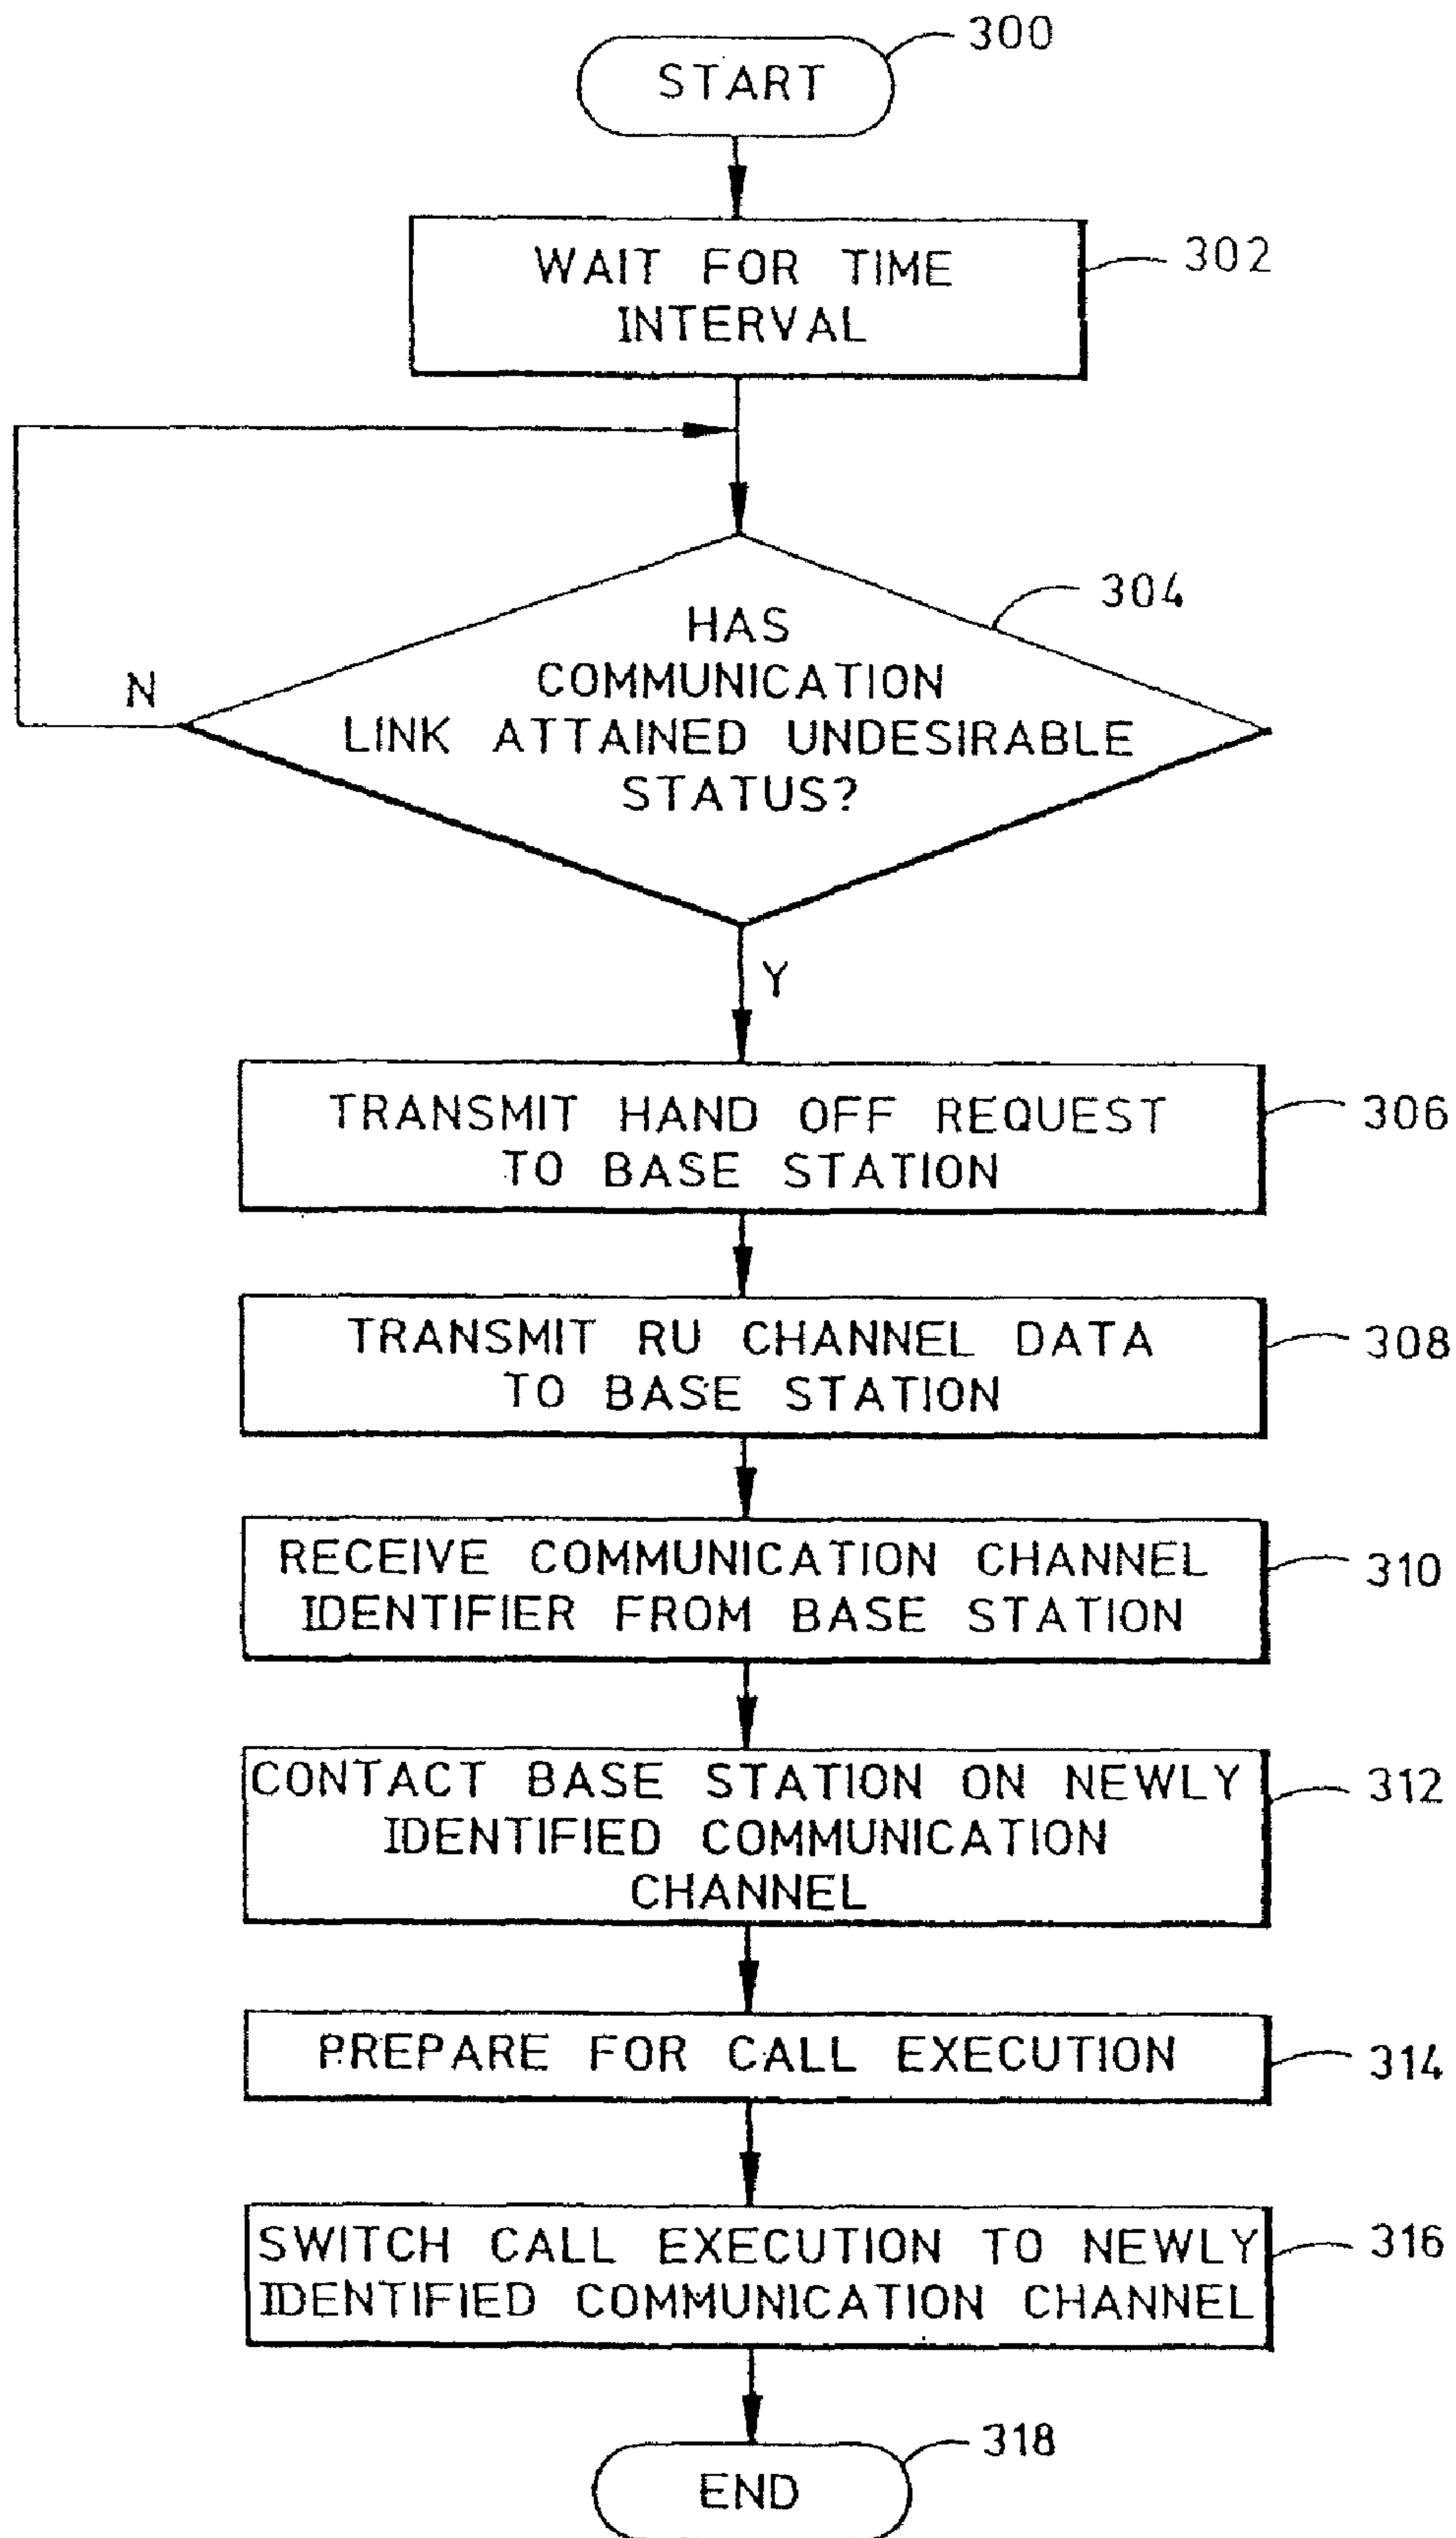 START
300
WAIT FOR TIME
INTERVAL
302
HAS
COMMUNICATION
LINK ATTAINED UNDESIRABLE
STATUS?
304
N
Y
TRANSMIT HAND OFF REQUEST
TO BASE STATION
306
TRANSMIT RU CHANNEL DATA
TO BASE STATION
308
RECEIVE COMMUNICATION CHANNEL
IDENTIFIER FROM BASE STATION
310
CONTACT BASE STATION ON NEWLY
IDENTIFIED COMMUNICATION
CHANNEL
312
PREPARE FOR CALL EXECUTION
314
SWITCH CALL EXECUTION TO NEWLY
IDENTIFIED COMMUNICATION CHANNEL
316
END
318